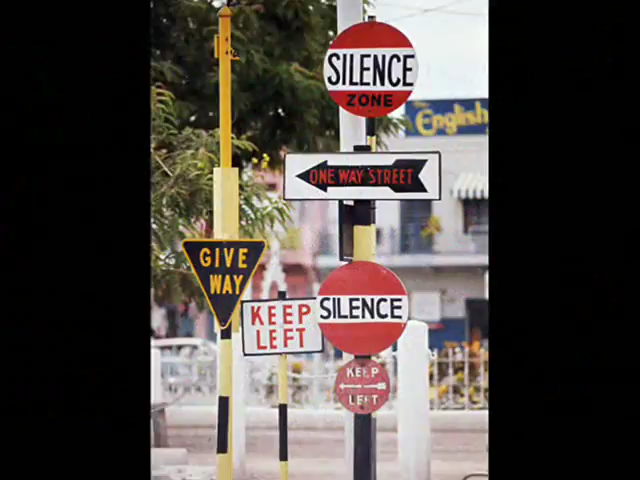 SILENCE
ZONE
English
ONE WAY STREET
GIVE
WAY
KEEP
LEFT
SILENCE
KEEP
LEFT